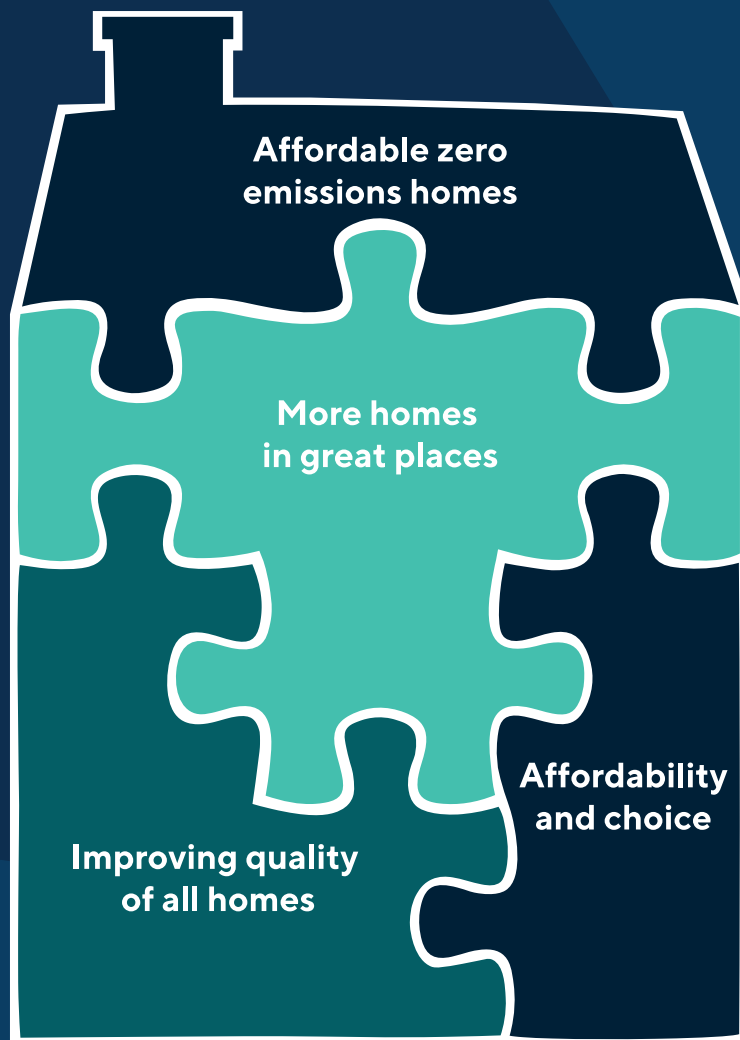 Affordable zero
emissions homes
More homes
in great places
Affordability
and choice
Improving quality
of all homes